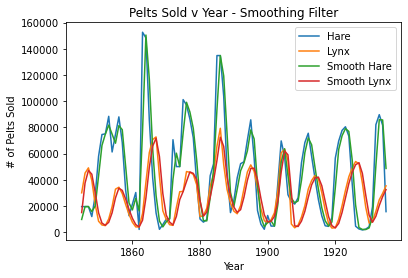 Pelts Sold v Year - Smoothing Filter
160000
140000
120000
100000
80000
60000
40000
20000
0
# of Pelts Sold
Hare
Lynx
Smooth Hare
Smooth Lynx
1860
1880
1900
1920
Year